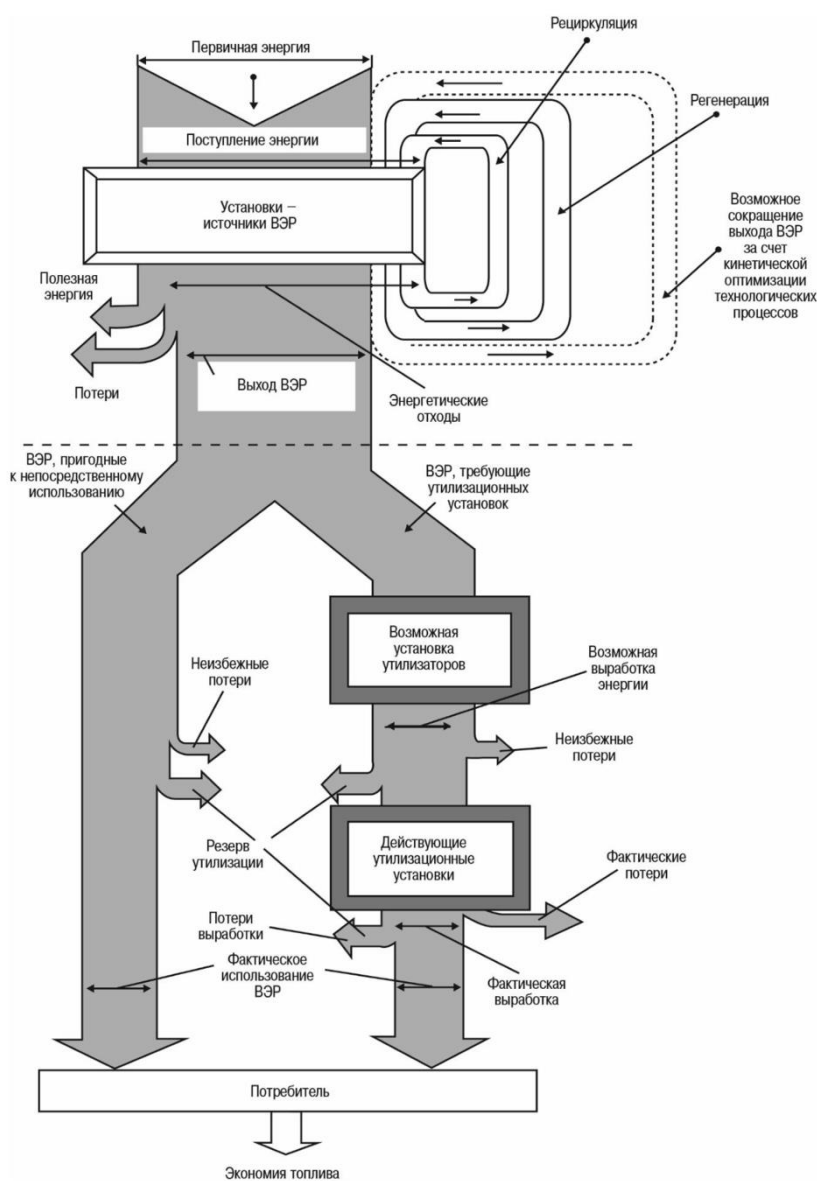 Рециркуляция
Первичная энергия
Регенерация
Поступление энергии
Установки –
источники ВЭР
Возможное
сокращение
выхода ВЭР
за счет
кинетической
оптимизации
технологических
процессов
Полезная
энергия
Потери
Выход ВЭР
Энергетические
отходы
ВЭР, пригодные
к непосредственному
использованию
ВЭР, требующие
утилизационных
установок
Возможная
установка
утилизаторов
Возможная
выработка
энергии
Неизбежные
потери
Неизбежные
потери
Резерв
утилизации
Действующие
утилизационные
установки
Фактические
потери
Потери
выработки
Фактическое
использование
ВЭР
Фактическая
выработка
Потребитель
Экономия топлива